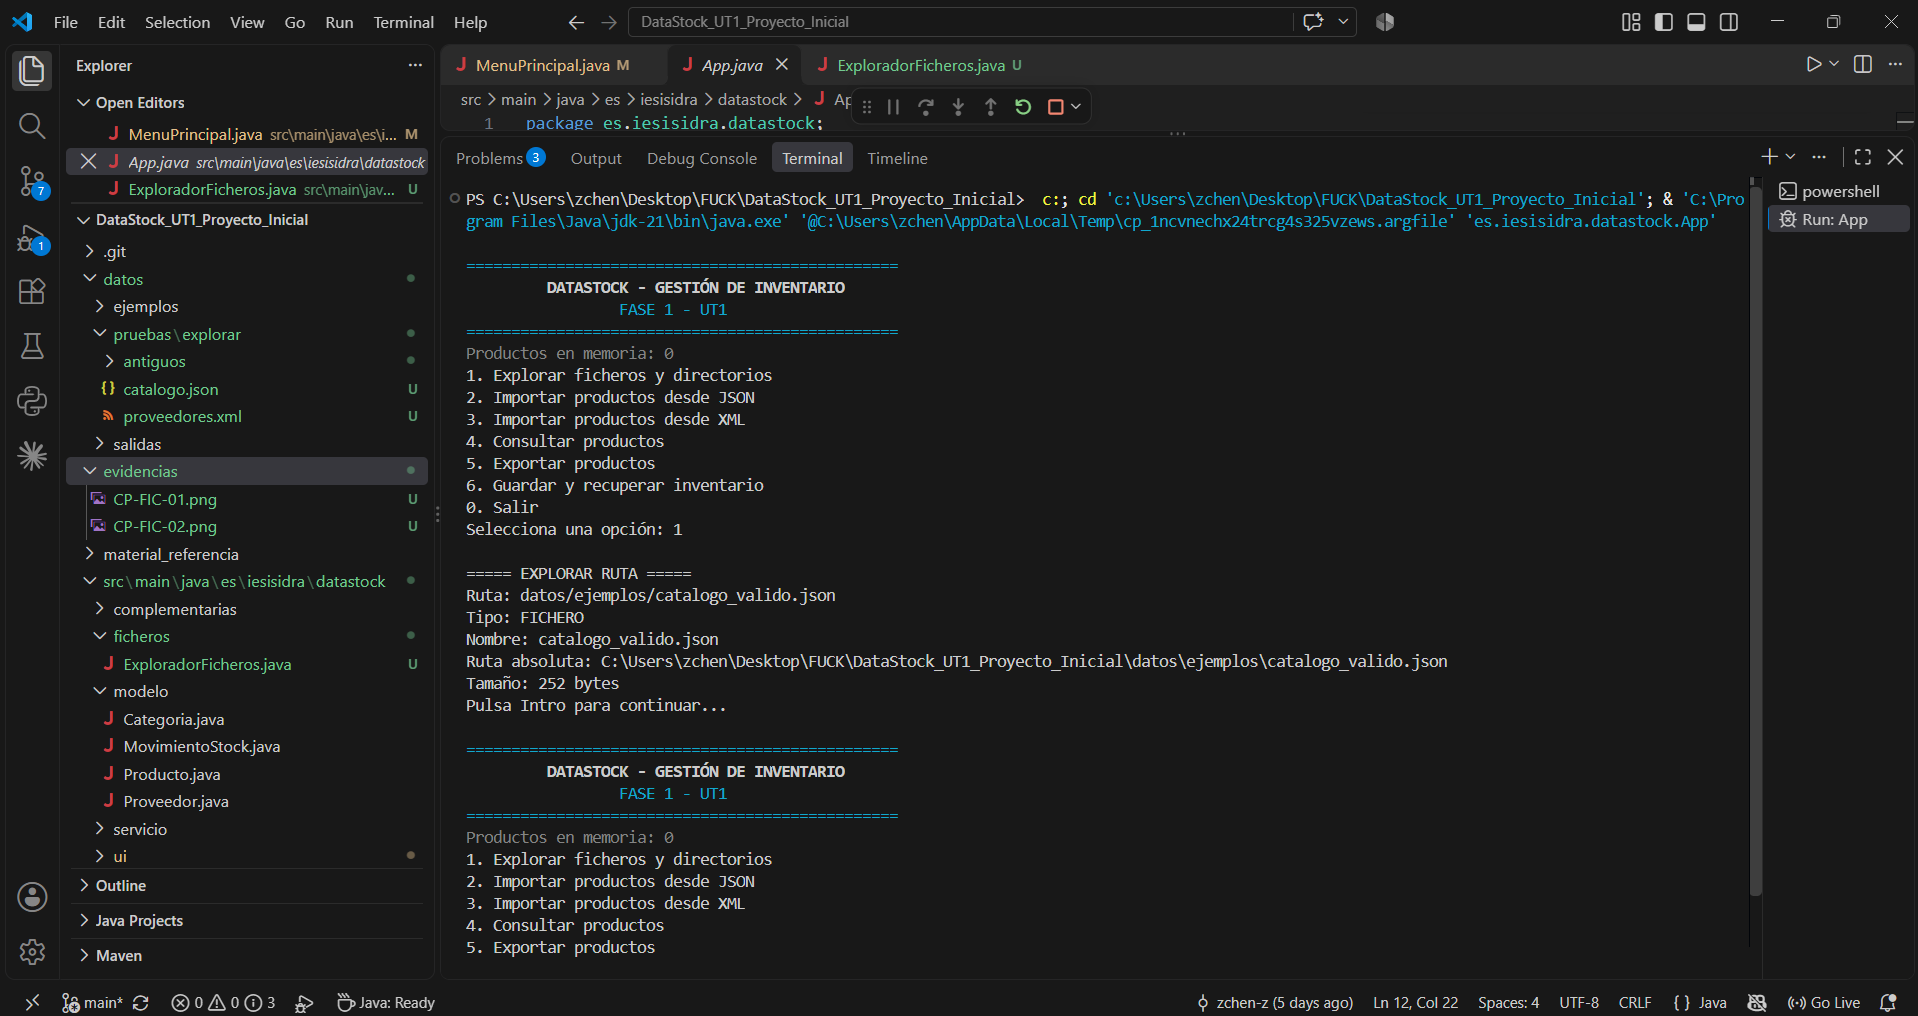 File Edit Selection View Go Run Terminal Help
DataStock_UT1_Proyecto_Inicial
Explorer
Open Editors
MenuPrincipal.java src\main\java\es\i... M
App.java src\main\java\es\iesisidra\datastock
ExploradorFicheros.java src\main\jav... U
DataStock_UT1_Proyecto_Inicial
.git
datos
ejemplos
pruebas\explorar
antiguos
catalogo.json U
proveedores.xml U
salidas
evidencias
CP-FIC-01.png U
CP-FIC-02.png U
material_referencia
src\main\java\es\iesisidra\datastock
complementarias
ficheros
ExploradorFicheros.java U
modelo
Categoria.java
MovimientoStock.java
Producto.java
Proveedor.java
servicio
ui
Outline
Java Projects
Maven
7
1
MenuPrincipal.java M
App.java
ExploradorFicheros.java U
src > main > java > es > iesisidra > datastock > Ap
1 package es.iesisidra.datastock;
Problems 3 Output Debug Console Terminal Timeline
PS C:\Users\zchen\Desktop\FUCK\DataStock_UT1_Proyecto_Inicial> c:; cd 'c:\Users\zchen\Desktop\FUCK\DataStock_UT1_Proyecto_Inicial'; & 'C:\Pro
gram Files\Java\jdk-21\bin\java.exe' '@C:\Users\zchen\AppData\Local\Temp\cp_1ncvnechx24trcg4s325vzews.argfile' 'es.iesisidra.datastock.App'
================================================
DATASTOCK - GESTIÓN DE INVENTARIO
FASE 1 - UT1
================================================
Productos en memoria: 0
1. Explorar ficheros y directorios
2. Importar productos desde JSON
3. Importar productos desde XML
4. Consultar productos
5. Exportar productos
6. Guardar y recuperar inventario
0. Salir
Selecciona una opción: 1
===== EXPLORAR RUTA =====
Ruta: datos/ejemplos/catalogo_valido.json
Tipo: FICHERO
Nombre: catalogo_valido.json
Ruta absoluta: C:\Users\zchen\Desktop\FUCK\DataStock_UT1_Proyecto_Inicial\datos\ejemplos\catalogo_valido.json
Tamaño: 252 bytes
Pulsa Intro para continuar...
================================================
DATASTOCK - GESTIÓN DE INVENTARIO
FASE 1 - UT1
================================================
Productos en memoria: 0
1. Explorar ficheros y directorios
2. Importar productos desde JSON
3. Importar productos desde XML
4. Consultar productos
5. Exportar productos
powershell
Run: App
main* 0 0 3 Java: Ready zchen-z (5 days ago) Ln 12, Col 22 Spaces: 4 UTF-8 CRLF {} Java Go Live